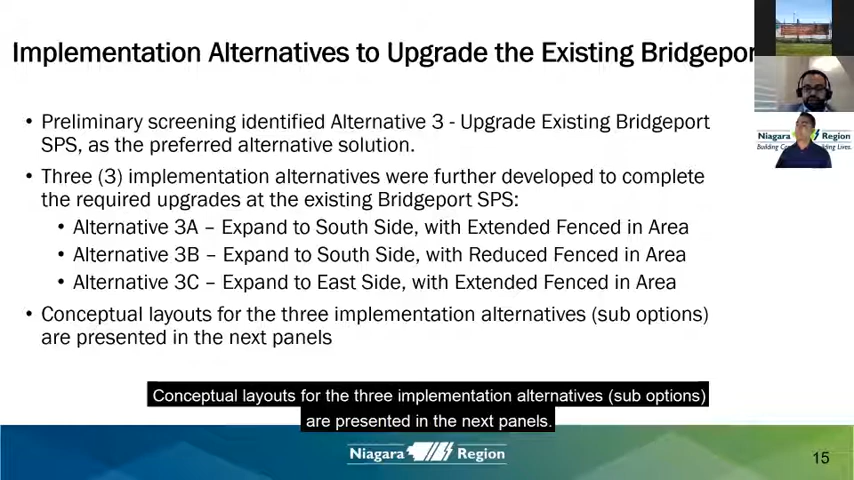 Implementation Alternatives to Upgrade the Existing Bridgepor
• Preliminary screening identified Alternative 3 - Upgrade Existing Bridgeport
SPS, as the preferred alternative solution.
• Three (3) implementation alternatives were further developed to complete
the required upgrades at the existing Bridgeport SPS:
• Alternative 3A – Expand to South Side, with Extended Fenced in Area
• Alternative 3B – Expand to South Side, with Reduced Fenced in Area
• Alternative 3C – Expand to East Side, with Extended Fenced in Area
• Conceptual layouts for the three implementation alternatives (sub options)
are presented in the next panels
Niagara Region
Building
Lives.
Conceptual layouts for the three implementation alternatives (sub options)
are presented in the next panels.
Niagara Region
15